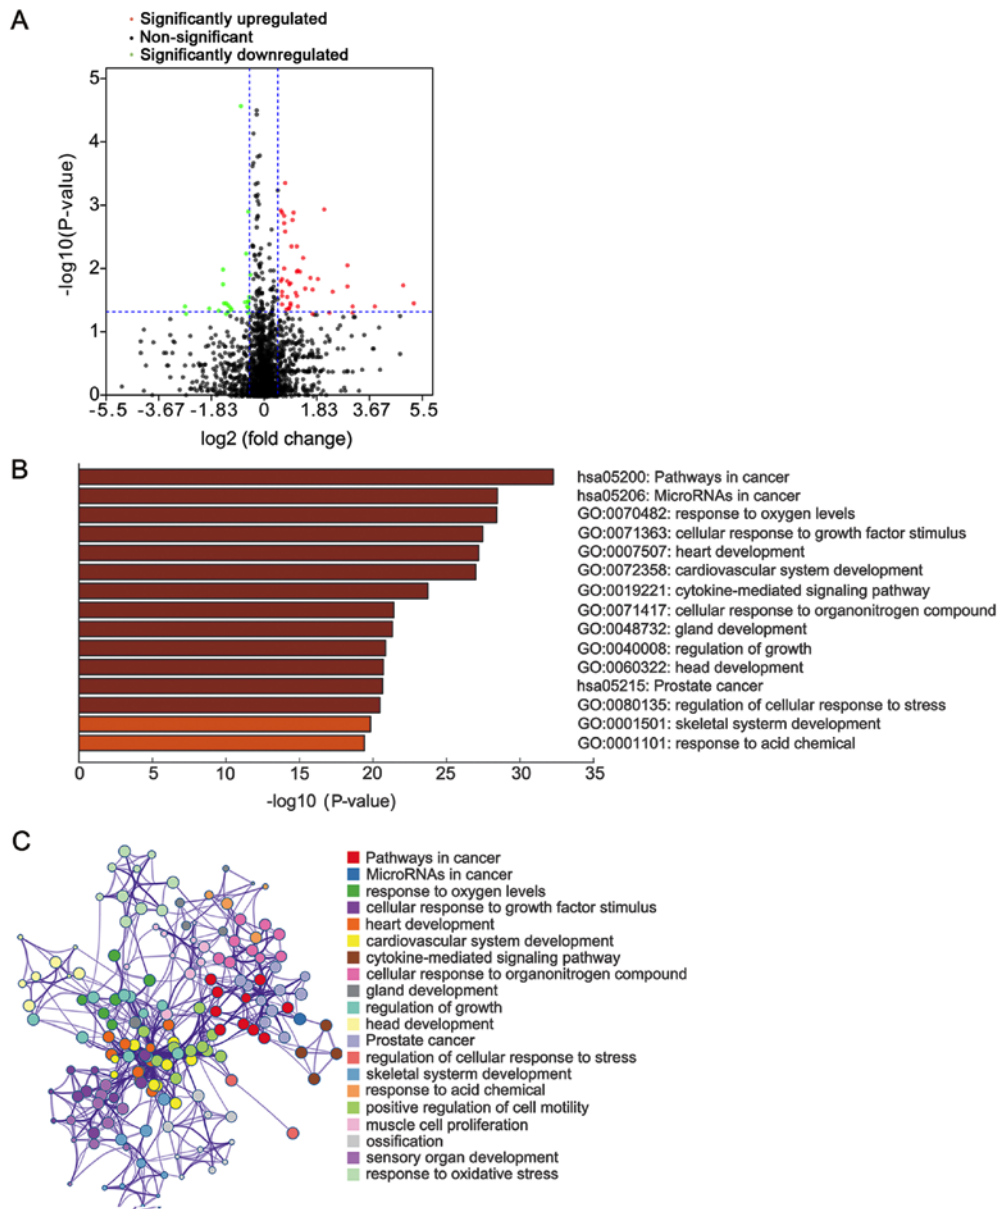 A
Significantly upregulated
Non-significant
Significantly downregulated
5
4
3
2
1
0
-log10(P-value)
-5.5 -3.67 -1.83 0 1.83 3.67 5.5
log2 (fold change)
B
hsa05200: Pathways in cancer
hsa05206: MicroRNAs in cancer
GO:0070482: response to oxygen levels
GO:0071363: cellular response to growth factor stimulus
GO:0007507: heart development
GO:0072358: cardiovascular system development
GO:0019221: cytokine-mediated signaling pathway
GO:0071417: cellular response to organonitrogen compound
GO:0048732: gland development
GO:0040008: regulation of growth
GO:0060322: head development
hsa05215: Prostate cancer
GO:0080135: regulation of cellular response to stress
GO:0001501: skeletal systerm development
GO:0001101: response to acid chemical
0 5 10 15 20 25 30 35
-log10 (P-value)
C
Pathways in cancer
MicroRNAs in cancer
response to oxygen levels
cellular response to growth factor stimulus
heart development
cardiovascular system development
cytokine-mediated signaling pathway
cellular response to organonitrogen compound
gland development
regulation of growth
head development
Prostate cancer
regulation of cellular response to stress
skeletal systerm development
response to acid chemical
positive regulation of cell motility
muscle cell proliferation
ossification
sensory organ development
response to oxidative stress